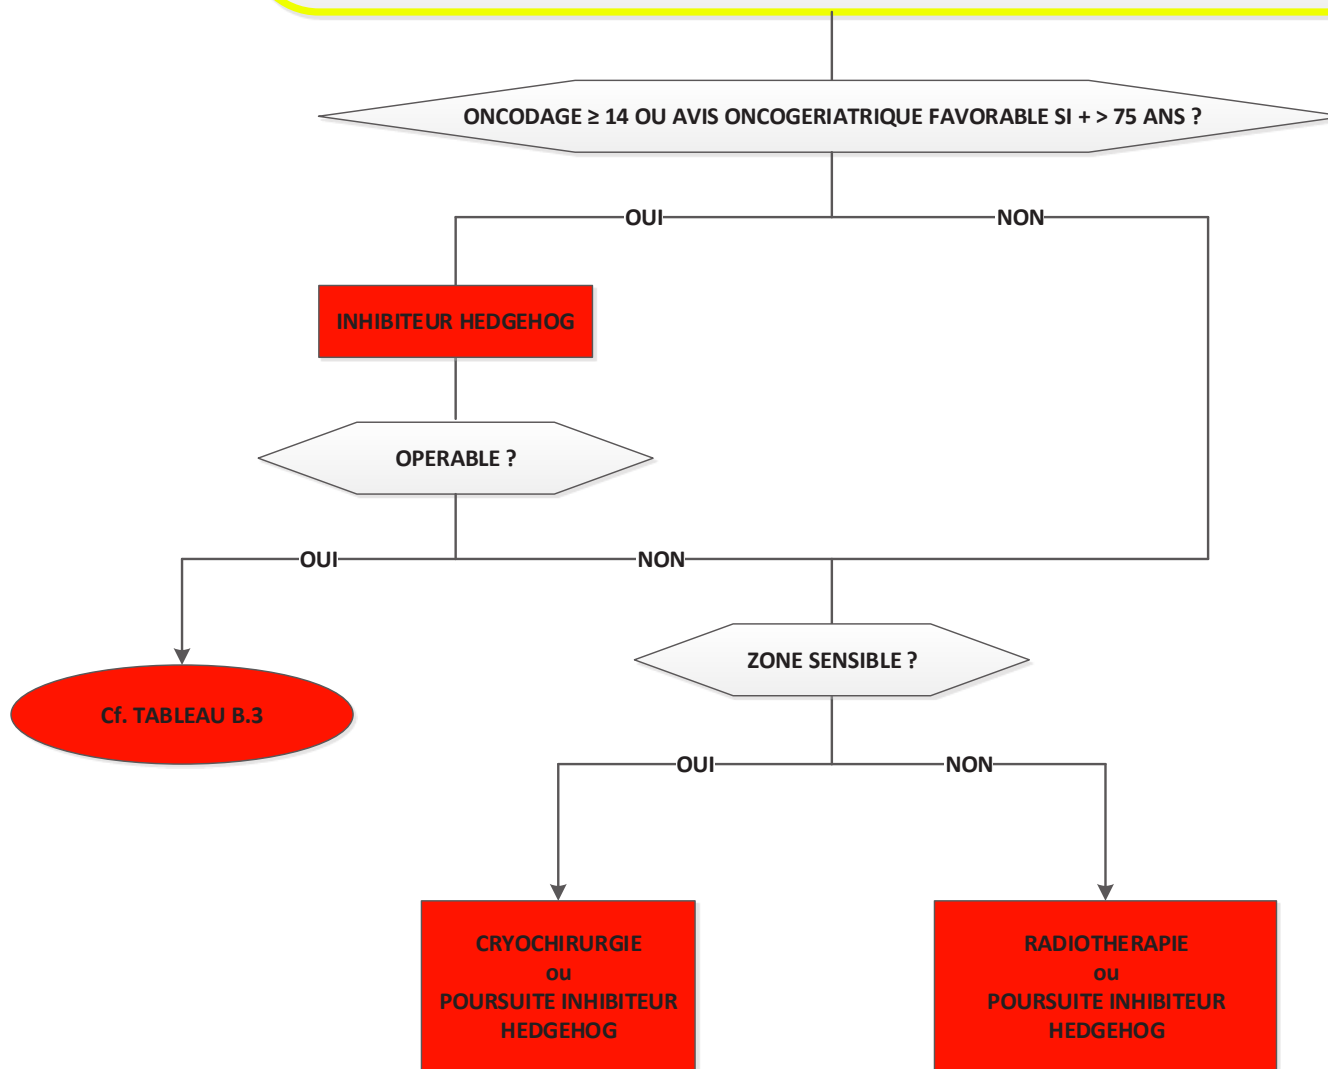 ONCODAGE ≥ 14 OU AVIS ONCOGERIATRIQUE FAVORABLE SI + > 75 ANS ?
OUI
NON
INHIBITEUR HEDGEHOG
OPERABLE ?
OUI
NON
ZONE SENSIBLE ?
Cf. TABLEAU B.3
OUI
NON
CRYOCHIRURGIE
ou
POURSUITE INHIBITEUR
HEDGEHOG
RADIOTHERAPIE
ou
POURSUITE INHIBITEUR
HEDGEHOG